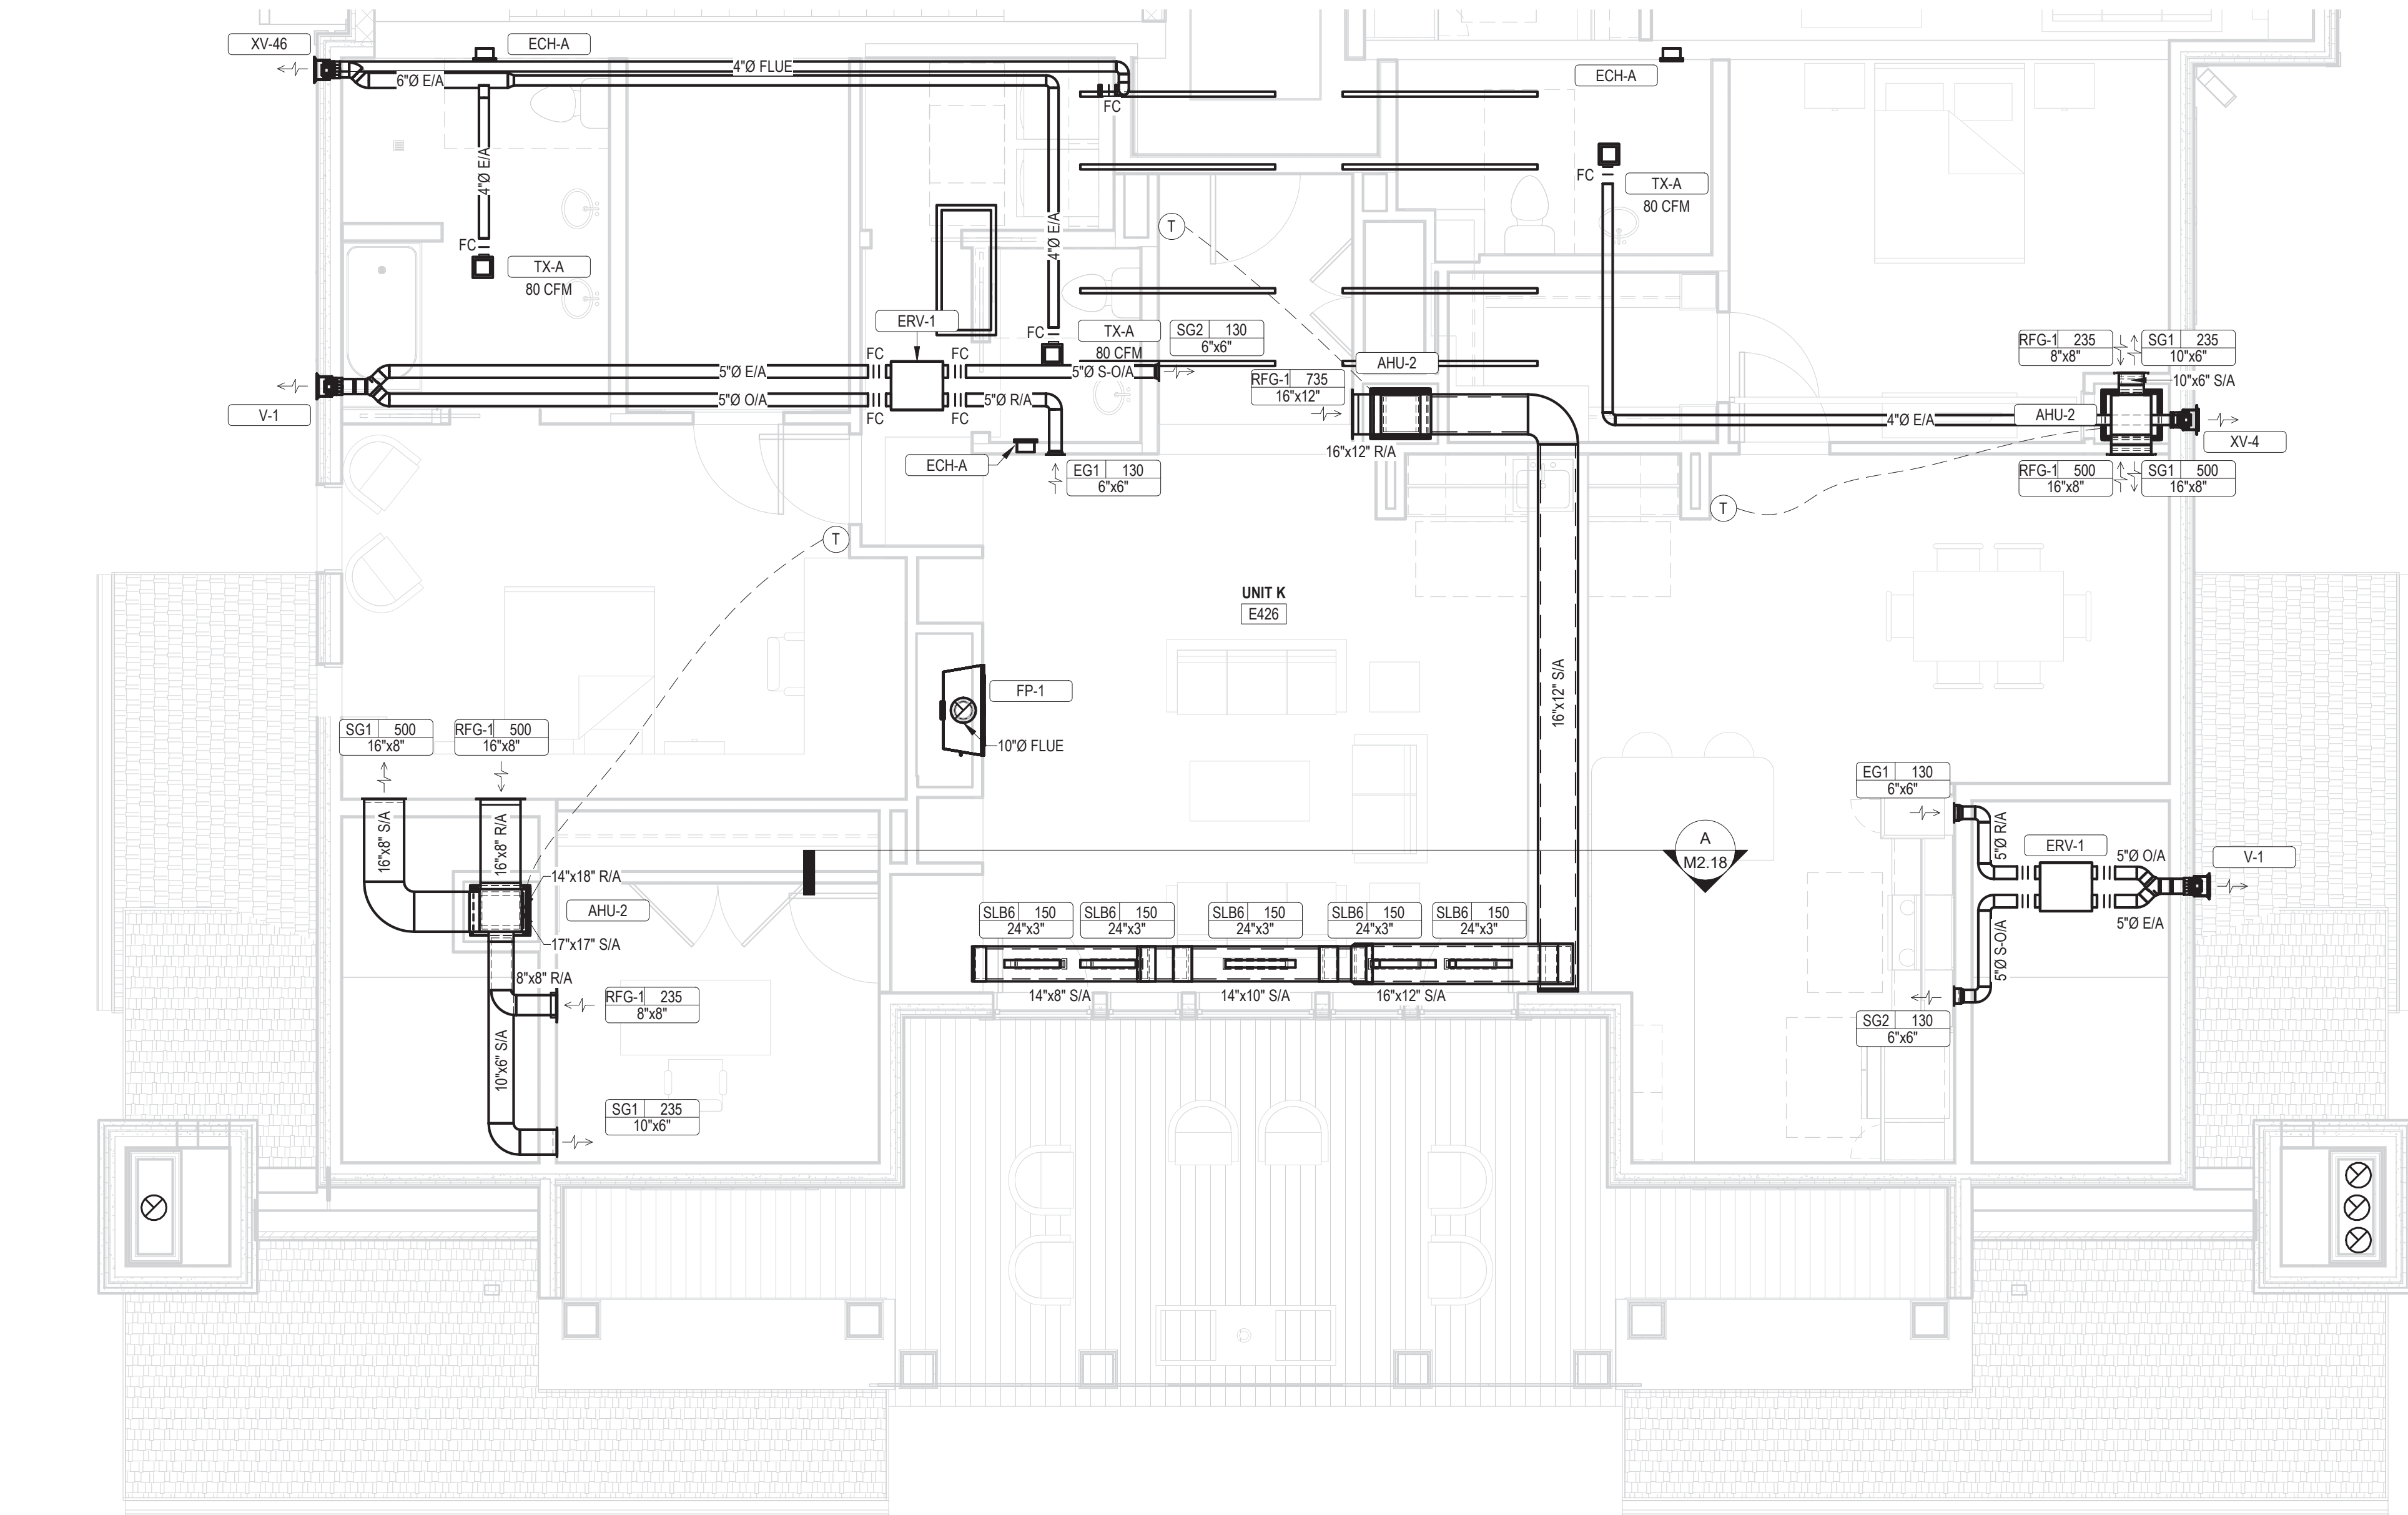 XV-46
ECH-A
4"Ø FLUE
6"Ø E/A
FC
ECH-A
4"Ø E/A
FC
TX-A
80 CFM
4"Ø E/A
FC
TX-A
80 CFM
T
FC
TX-A
80 CFM
ERV-1
FC
FC
5"Ø E/A
5"Ø O/A
FC
FC
5"Ø S-O/A
5"Ø R/A
SG2 130
6"x6"
V-1
ECH-A
EG1 130
6"x6"
AHU-2
RFG-1 735
16"x12"
16"x12" R/A
RFG-1 235
8"x8"
SG1 235
10"x6"
10"x6" S/A
4"Ø E/A
AHU-2
XV-4
RFG-1 500
16"x8"
SG1 500
16"x8"
T
T
UNIT K
E426
FP-1
10"Ø FLUE
16"x12" S/A
SG1 500
16"x8"
RFG-1 500
16"x8"
16"x8" S/A
16"x8" R/A
14"x18" R/A
AHU-2
17"x17" S/A
8"x8" R/A
RFG-1 235
8"x8"
10"x6" S/A
SG1 235
10"x6"
A
M2.18
SLB6 150
24"x3"
SLB6 150
24"x3"
SLB6 150
24"x3"
SLB6 150
24"x3"
SLB6 150
24"x3"
14"x8" S/A
14"x10" S/A
16"x12" S/A
EG1 130
6"x6"
5"Ø R/A
ERV-1
5"Ø O/A
V-1
5"Ø E/A
5"Ø S-O/A
SG2 130
6"x6"